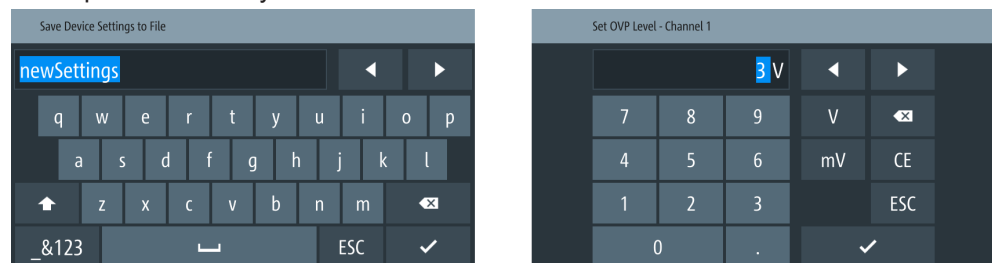 Save Device Settings to File
newSettings
q w e r t y u i o p
a s d f g h j k l
z x c v b n m
_&123 ESC
Set OVP Level - Channel 1
3 V
7 8 9 V
4 5 6 mV CE
1 2 3 ESC
0 .